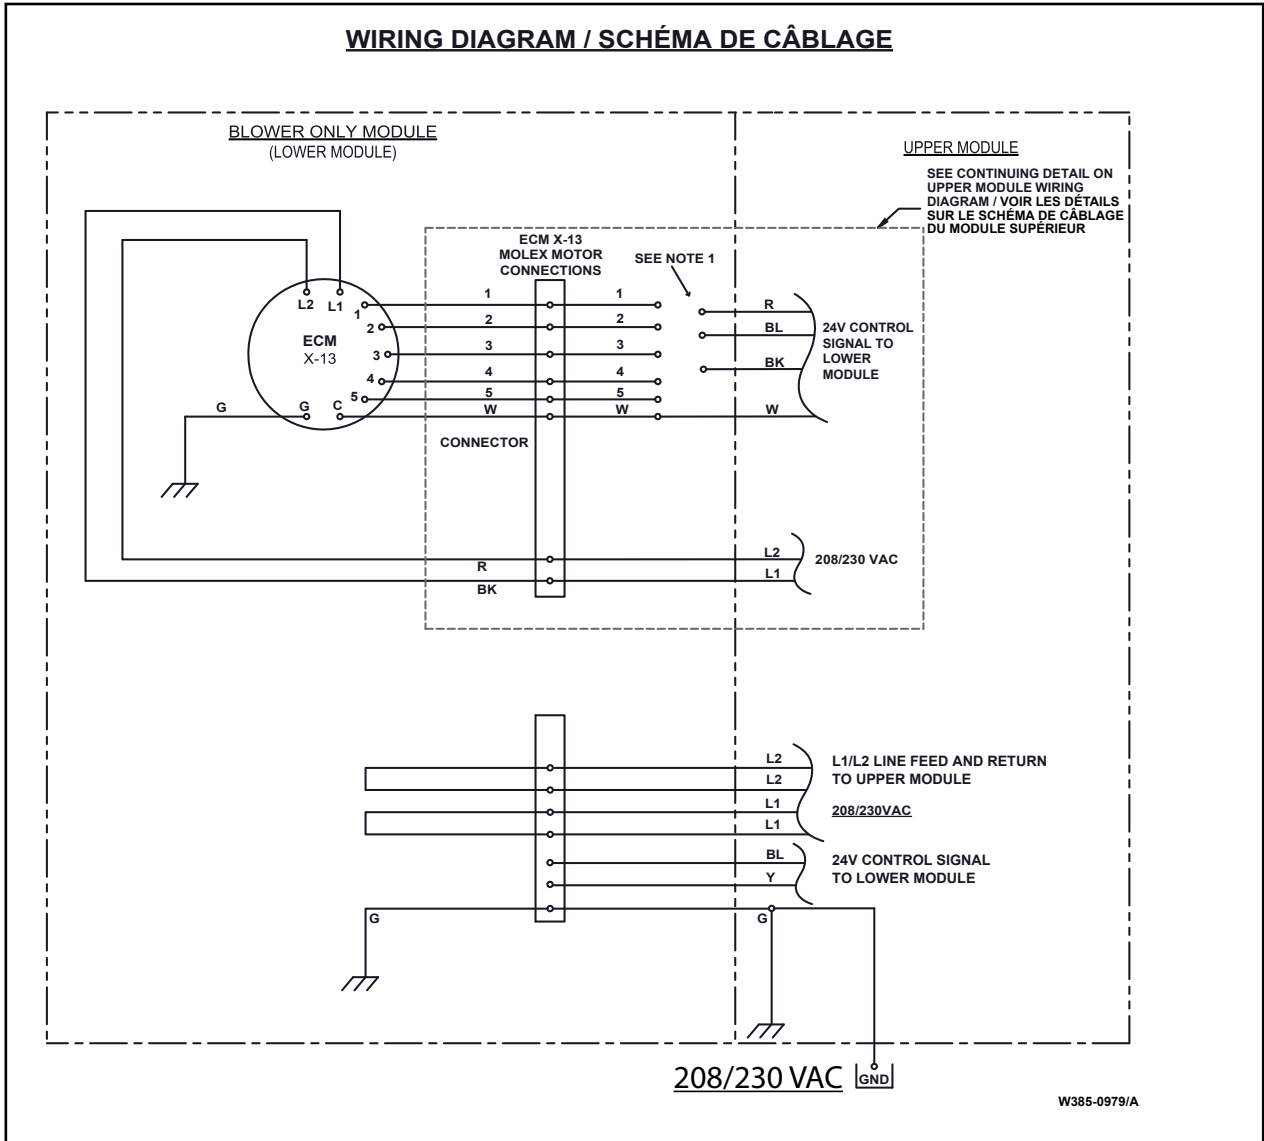 WIRING DIAGRAM / SCHÉMA DE CÂBLAGE
BLOWER ONLY MODULE
(LOWER MODULE)
UPPER MODULE
SEE CONTINUING DETAIL ON
UPPER MODULE WIRING
DIAGRAM / VOIR LES DÉTAILS
SUR LE SCHÉMA DE CÂBLAGE
DU MODULE SUPÉRIEUR
ECM X-13
MOLEX MOTOR
CONNECTIONS
SEE NOTE 1
L2 L1
ECM
X-13
1
2
3
4
5
G C
G
1 1
2 2
3 3
4 4
5 5
W W
R
BL
BK
W
24V CONTROL
SIGNAL TO
LOWER
MODULE
CONNECTOR
R
BK
L2
L1
208/230 VAC
L2
L2
L1
L1
L1/L2 LINE FEED AND RETURN
TO UPPER MODULE
208/230VAC
BL
Y
24V CONTROL SIGNAL
TO LOWER MODULE
G
G
208/230 VAC
GND
W385-0979/A